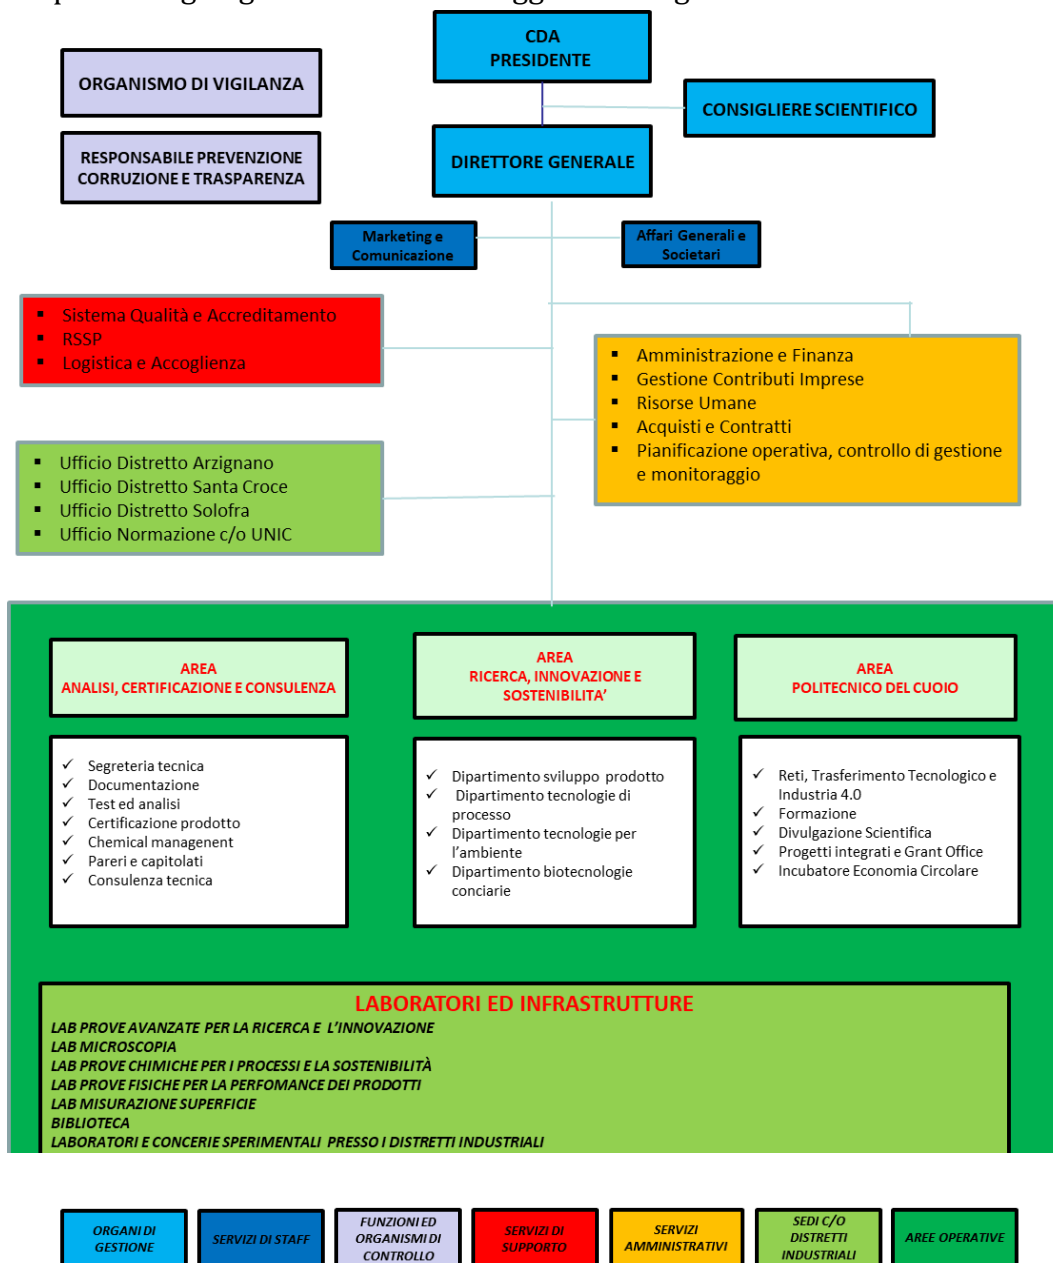 CDA
PRESIDENTE
ORGANISMO DI VIGILANZA
CONSIGLIERE SCIENTIFICO
RESPONSABILE PREVENZIONE
CORRUZIONE E TRASPARENZA
DIRETTORE GENERALE
Marketing e
Comunicazione
Affari Generali e
Societari
▪ Sistema Qualità e Accreditamento
▪ RSSP
▪ Logistica e Accoglienza
▪ Amministrazione e Finanza
▪ Gestione Contributi Imprese
▪ Risorse Umane
▪ Acquisti e Contratti
▪ Pianificazione operativa, controllo di gestione
e monitoraggio
▪ Ufficio Distretto Arzignano
▪ Ufficio Distretto Santa Croce
▪ Ufficio Distretto Solofra
▪ Ufficio Normazione c/o UNIC
AREA
ANALISI, CERTIFICAZIONE E CONSULENZA
AREA
RICERCA, INNOVAZIONE E
SOSTENIBILITA'
AREA
POLITECNICO DEL CUOIO
✓ Segreteria tecnica
✓ Documentazione
✓ Test ed analisi
✓ Certificazione prodotto
✓ Chemical managenent
✓ Pareri e capitolati
✓ Consulenza tecnica
✓ Dipartimento sviluppo prodotto
✓ Dipartimento tecnologie di
processo
✓ Dipartimento tecnologie per
l'ambiente
✓ Dipartimento biotecnologie
conciarie
✓ Reti, Trasferimento Tecnologico e
Industria 4.0
✓ Formazione
✓ Divulgazione Scientifica
✓ Progetti integrati e Grant Office
✓ Incubatore Economia Circolare
LABORATORI ED INFRASTRUTTURE
LAB PROVE AVANZATE PER LA RICERCA E L'INNOVAZIONE
LAB MICROSCOPIA
LAB PROVE CHIMICHE PER I PROCESSI E LA SOSTENIBILITÀ
LAB PROVE FISICHE PER LA PERFOMANCE DEI PRODOTTI
LAB MISURAZIONE SUPERFICIE
BIBLIOTECA
LABORATORI E CONCERIE SPERIMENTALI PRESSO I DISTRETTI INDUSTRIALI
ORGANI DI
GESTIONE
SERVIZI DI STAFF
FUNZIONI ED
ORGANISMI DI
CONTROLLO
SERVIZI DI
SUPPORTO
SERVIZI
AMMINISTRATIVI
SEDI C/O
DISTRETTI
INDUSTRIALI
AREE OPERATIVE